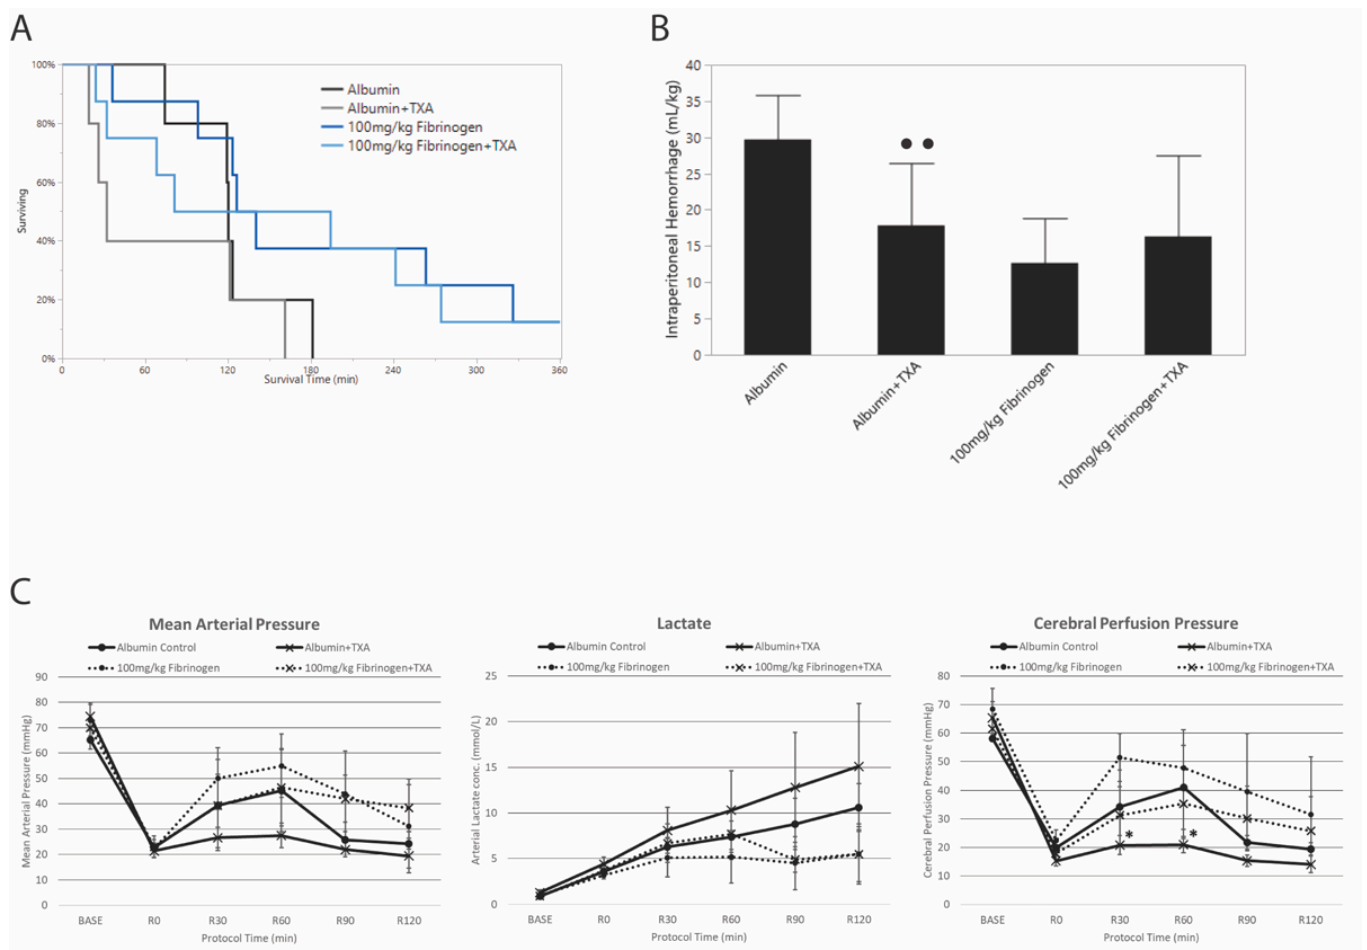 A
100%
80%
60%
40%
20%
0%
Surviving
0 60 120 180 240 300 360
Survival Time (min)
Albumin
Albumin+TXA
100mg/kg Fibrinogen
100mg/kg Fibrinogen+TXA
B
Intraperitoneal Hemorrhage (mL/kg)
40
35
30
25
20
15
10
5
0
Albumin
Albumin+TXA
100mg/kg Fibrinogen
100mg/kg Fibrinogen+TXA
C
Mean Arterial Pressure
Albumin Control Albumin+TXA
100mg/kg Fibrinogen 100mg/kg Fibrinogen+TXA
Mean Arterial Pressure (mmHg)
90
80
70
60
50
40
30
20
10
0
BASE R0 R30 R60 R90 R120
Protocol Time (min)
Lactate
Albumin Control Albumin+TXA
100mg/kg Fibrinogen 100mg/kg Fibrinogen+TXA
Arterial Lactate conc. (mmol/L)
25
20
15
10
5
0
BASE R0 R30 R60 R90 R120
Protocol Time (min)
Cerebral Perfusion Pressure
Albumin Control Albumin+TXA
100mg/kg Fibrinogen 100mg/kg Fibrinogen+TXA
Cerebral Perfusion Pressure (mmHg)
80
70
60
50
40
30
20
10
0
* *
BASE R0 R30 R60 R90 R120
Protocol Time (min)